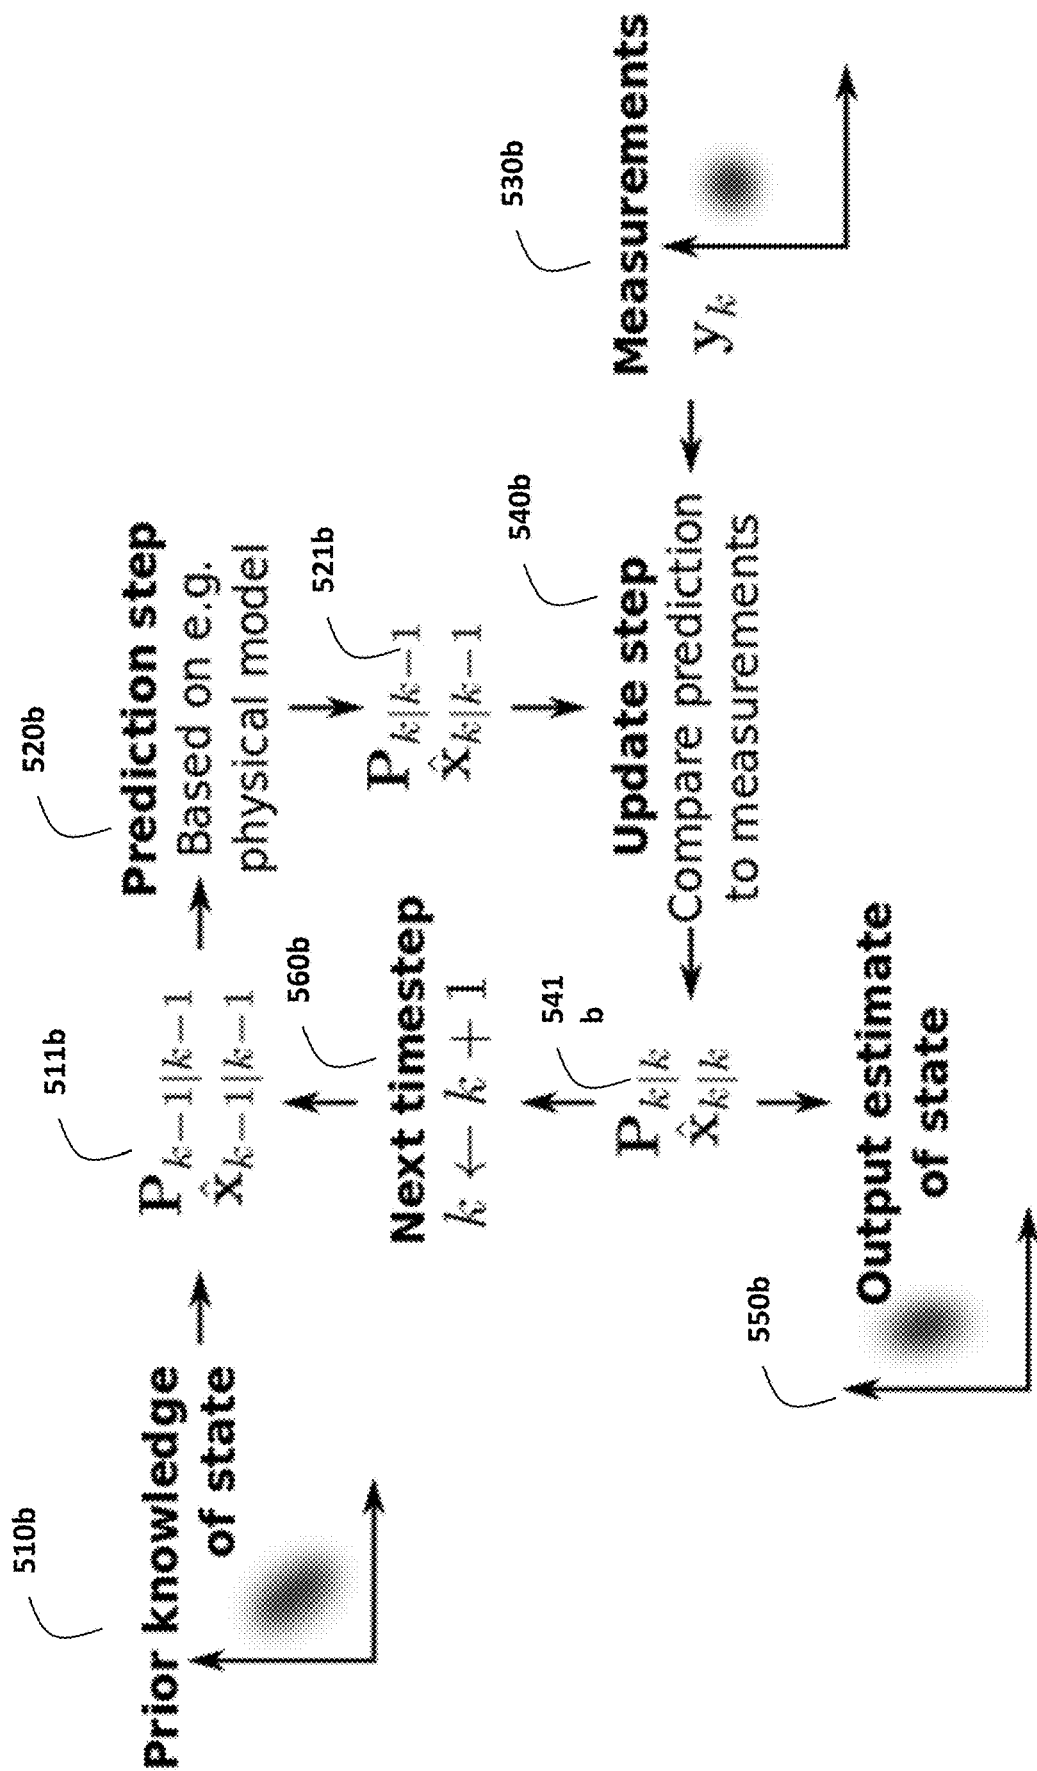 510b
Prior knowledge
of state
511b
P_{k−1|k−1}
x̂_{k−1|k−1}
520b
Prediction step
Based on e.g.
physical model
521b
P_{k|k−1}
x̂_{k|k−1}
560b
Next timestep
k ← k + 1
530b
Measurements
y_k
540b
Update step
Compare prediction
to measurements
541
b
P_{k|k}
x̂_{k|k}
550b
Output estimate
of state